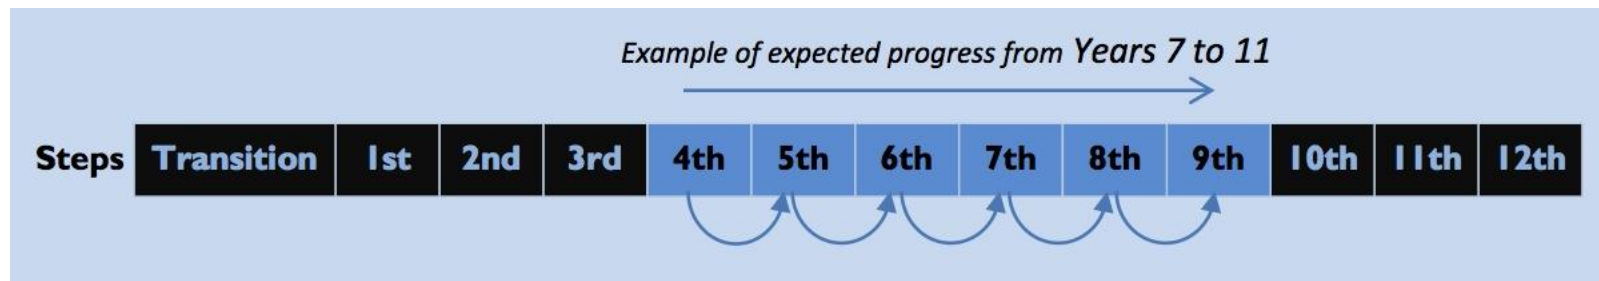 Example of expected progress from Years 7 to 11
Steps Transition 1st 2nd 3rd 4th 5th 6th 7th 8th 9th 10th 11th 12th